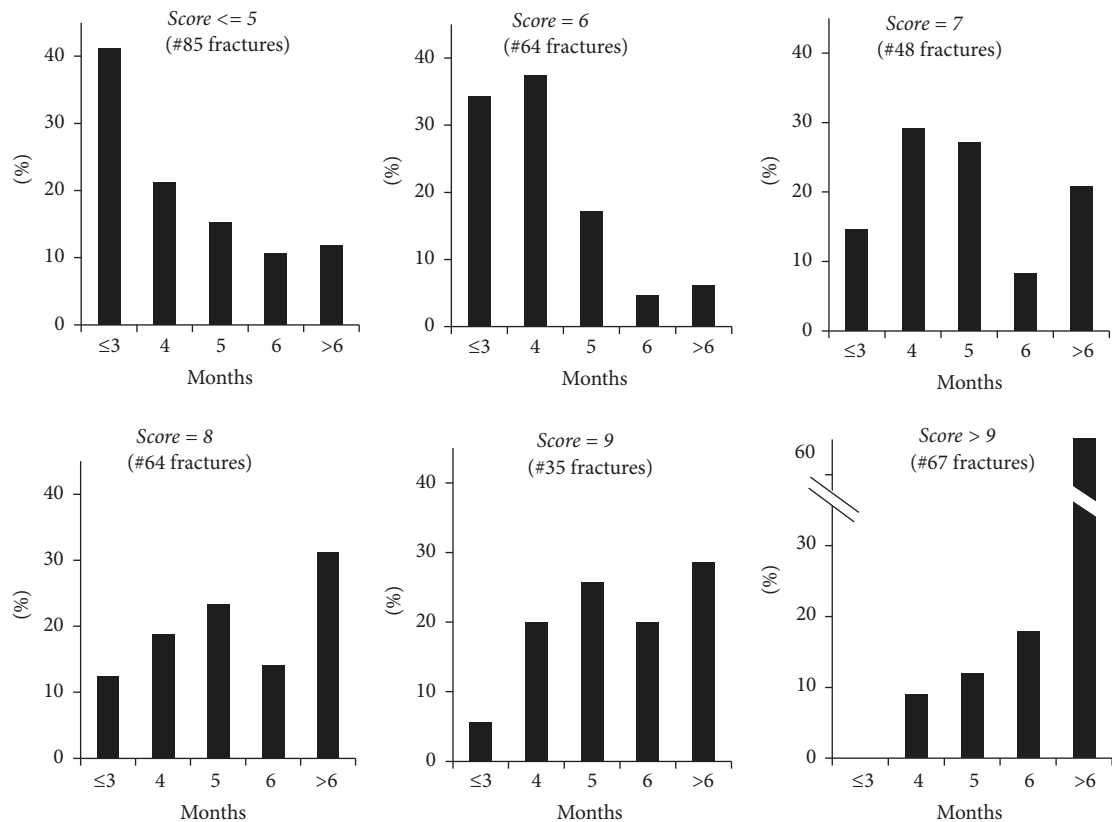 Score <= 5
(#85 fractures)
40
30
20
10
0
(%)
≤3 4 5 6 >6
Months
Score = 6
(#64 fractures)
40
30
20
10
0
(%)
≤3 4 5 6 >6
Months
Score = 7
(#48 fractures)
40
30
20
10
0
(%)
≤3 4 5 6 >6
Months
Score = 8
(#64 fractures)
40
30
20
10
0
(%)
≤3 4 5 6 >6
Months
Score = 9
(#35 fractures)
40
30
20
10
0
(%)
≤3 4 5 6 >6
Months
Score > 9
(#67 fractures)
60
30
20
10
0
(%)
≤3 4 5 6 >6
Months